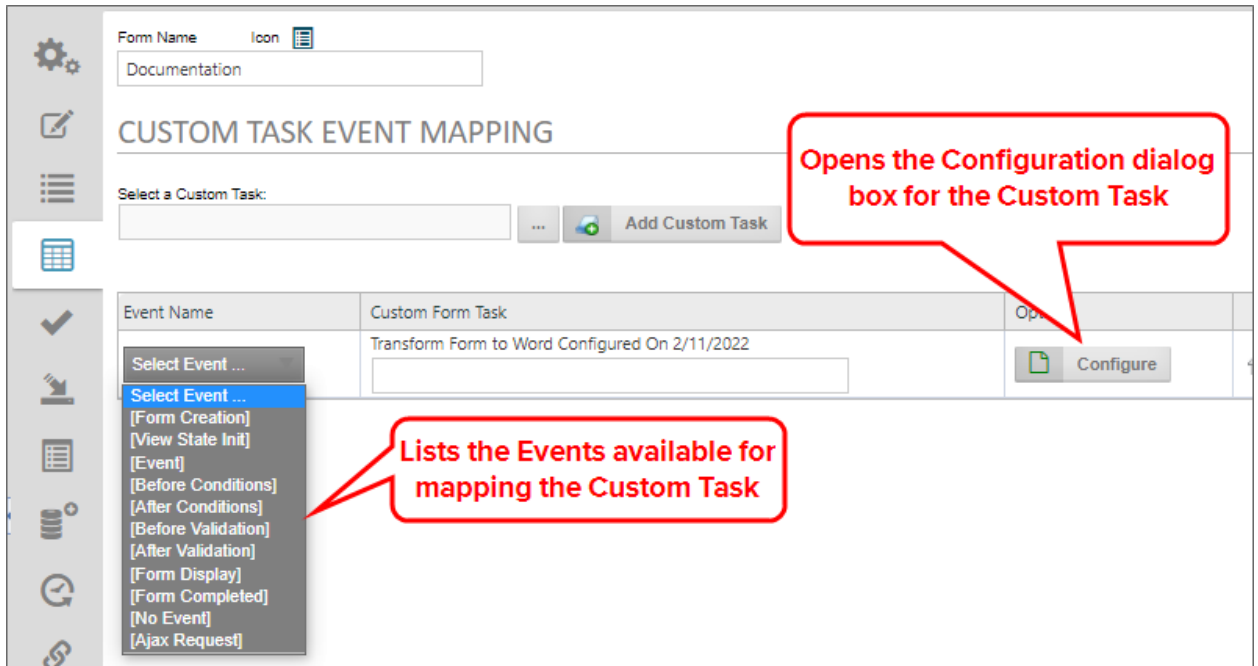 Form Name Icon
Documentation
CUSTOM TASK EVENT MAPPING
Opens the Configuration dialog
box for the Custom Task
Select a Custom Task:
... Add Custom Task
Event Name Custom Form Task
Transform Form to Word Configured On 2/11/2022
Select Event ... Configure
Select Event ...
[Form Creation]
[View State Init]
[Event]
[Before Conditions]
[After Conditions]
[Before Validation]
[After Validation]
[Form Display]
[Form Completed]
[No Event]
[Ajax Request]
Lists the Events available for
mapping the Custom Task